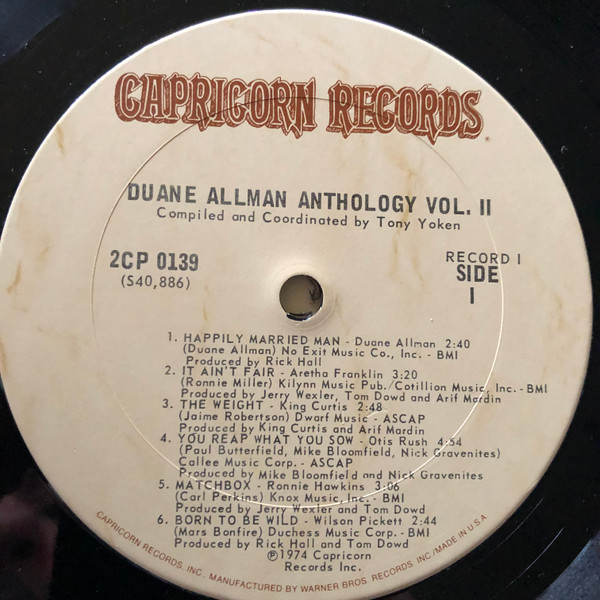 CAPRICORN RECORDS
DUANE ALLMAN ANTHOLOGY VOL. II
Compiled and Coordinated by Tony Yoken
2CP 0139
(S40,886)
RECORD I
SIDE
I
1. HAPPILY MARRIED MAN - Duane Allman 2:40
(Duane Allman) No Exit Music Co., Inc. - BMI
Produced by Rick Hall
2. IT AIN'T FAIR - Aretha Franklin 3:20
(Ronnie Miller) Kilynn Music Pub./Cotillion Music, Inc. - BMI
Produced by Jerry Wexler, Tom Dowd and Arif Mardin
3. THE WEIGHT - King Curtis 2:48
(Jaime Robertson) Dwarf Music - ASCAP
Produced by King Curtis and Arif Mardin
4. YOU REAP WHAT YOU SOW - Otis Rush 4:54
(Paul Butterfield, Mike Bloomfield, Nick Gravenites)
Callee Music Corp. - ASCAP
Produced by Mike Bloomfield and Nick Gravenites
5. MATCHBOX - Ronnie Hawkins 3:06
(Carl Perkins) Knox Music, Inc. - BMI
Produced by Jerry Wexler and Tom Dowd
6. BORN TO BE WILD - Wilson Pickett 2:44
(Mars Bonfire) Duchess Music Corp. - BMI
Produced by Rick Hall and Tom Dowd
℗1974 Capricorn
Records Inc.
CAPRICORN RECORDS, INC. MANUFACTURED BY WARNER BROS. RECORDS INC./MADE IN U.S.A